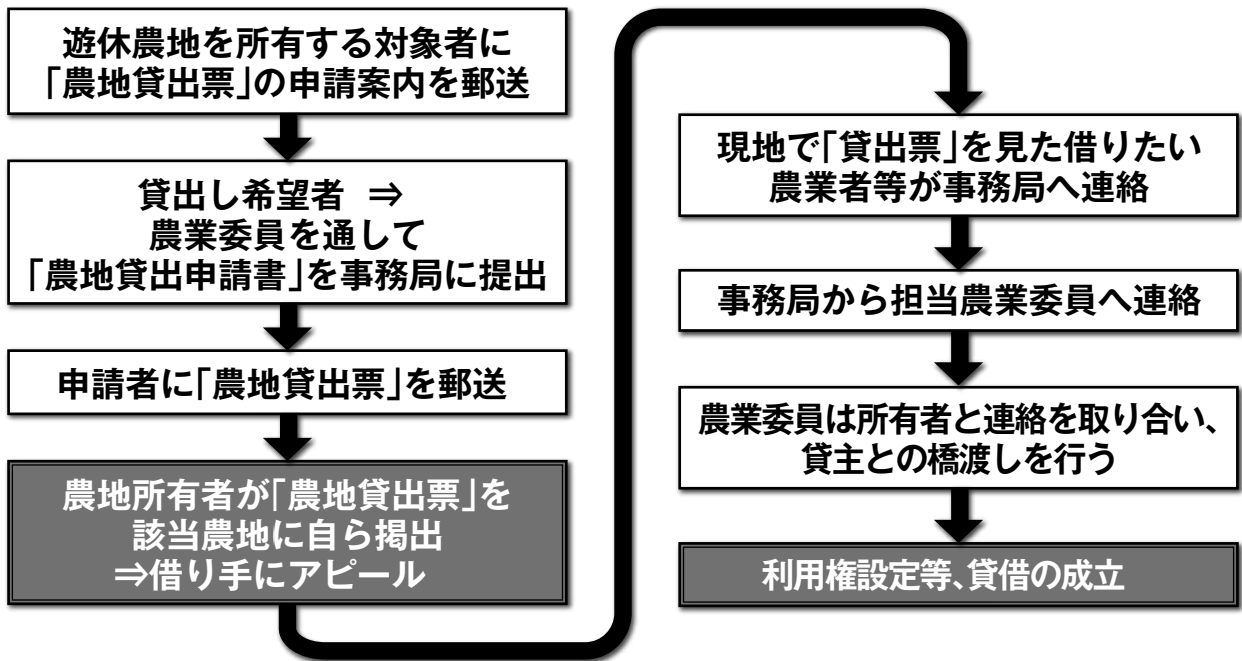 遊休農地を所有する対象者に
「農地貸出票」の申請案内を郵送
貸出し希望者 ⇒
農業委員を通して
「農地貸出申請書」を事務局に提出
申請者に「農地貸出票」を郵送
農地所有者が「農地貸出票」を
該当農地に自ら掲出
⇒借り手にアピール
現地で「貸出票」を見た借りたい
農業者等が事務局へ連絡
事務局から担当農業委員へ連絡
農業委員は所有者と連絡を取り合い、
貸主との橋渡しを行う
利用権設定等、貸借の成立